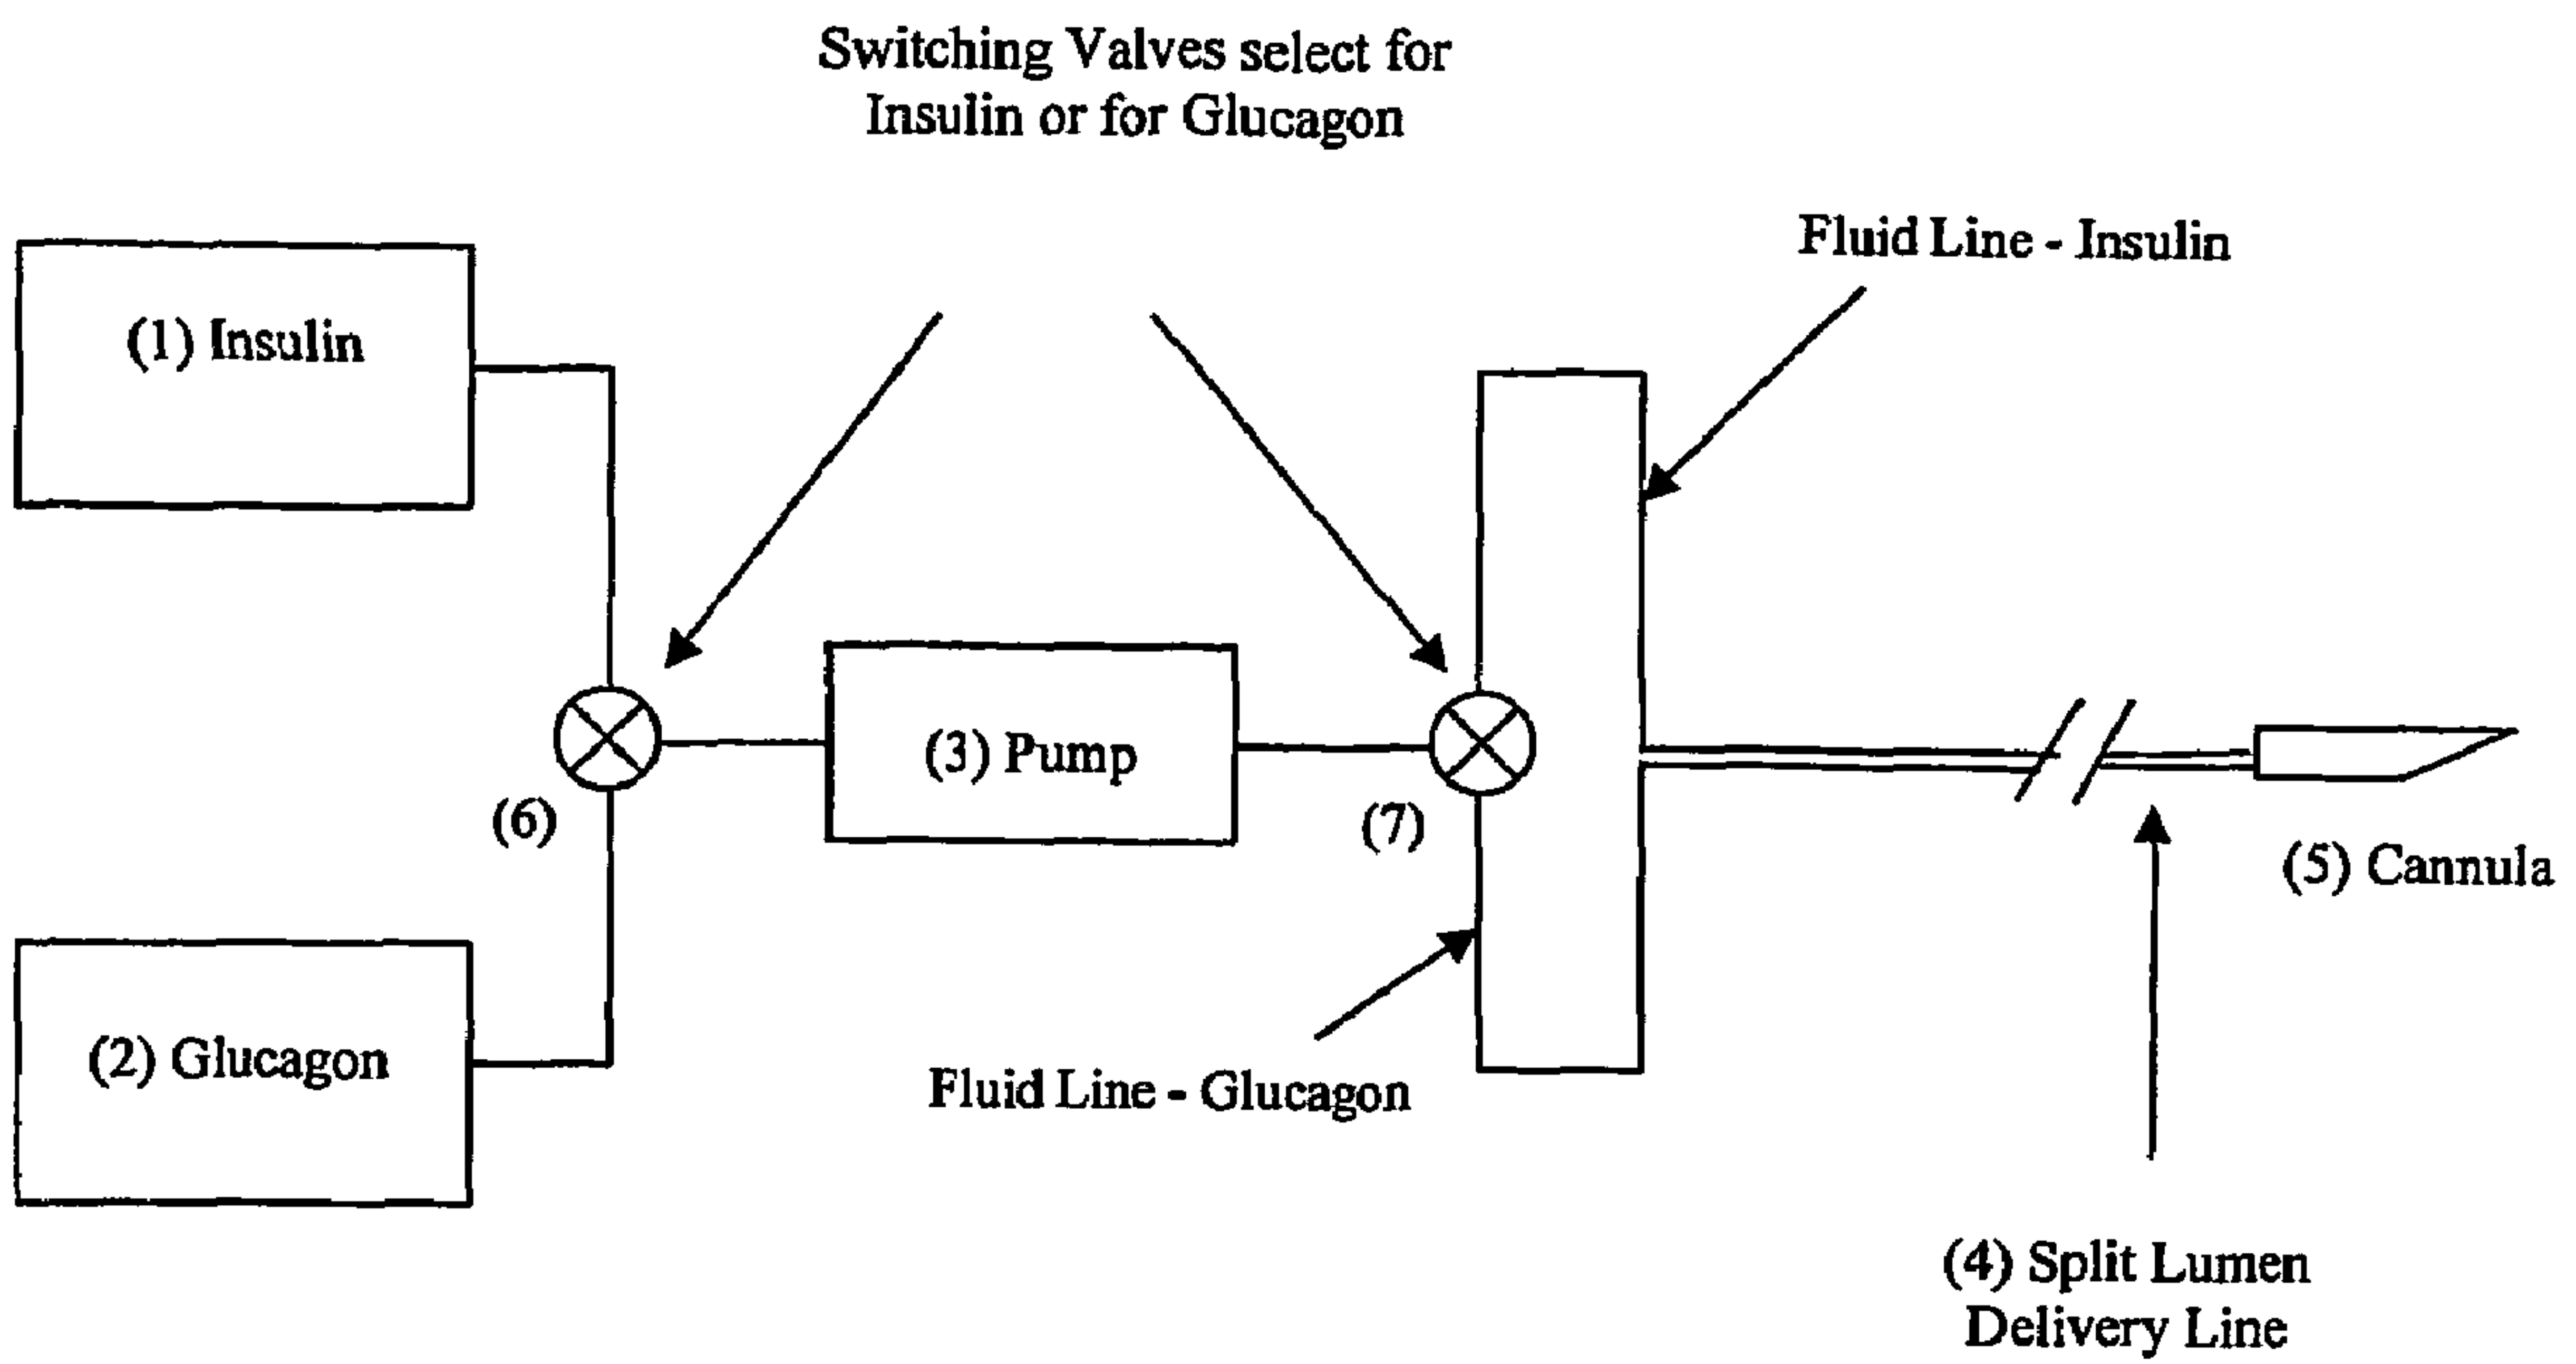 Switching Valves select for
Insulin or for Glucagon
Fluid Line - Insulin
(1) Insulin
(3) Pump
(6)
(7)
(5) Cannula
(2) Glucagon
Fluid Line - Glucagon
(4) Split Lumen
Delivery Line